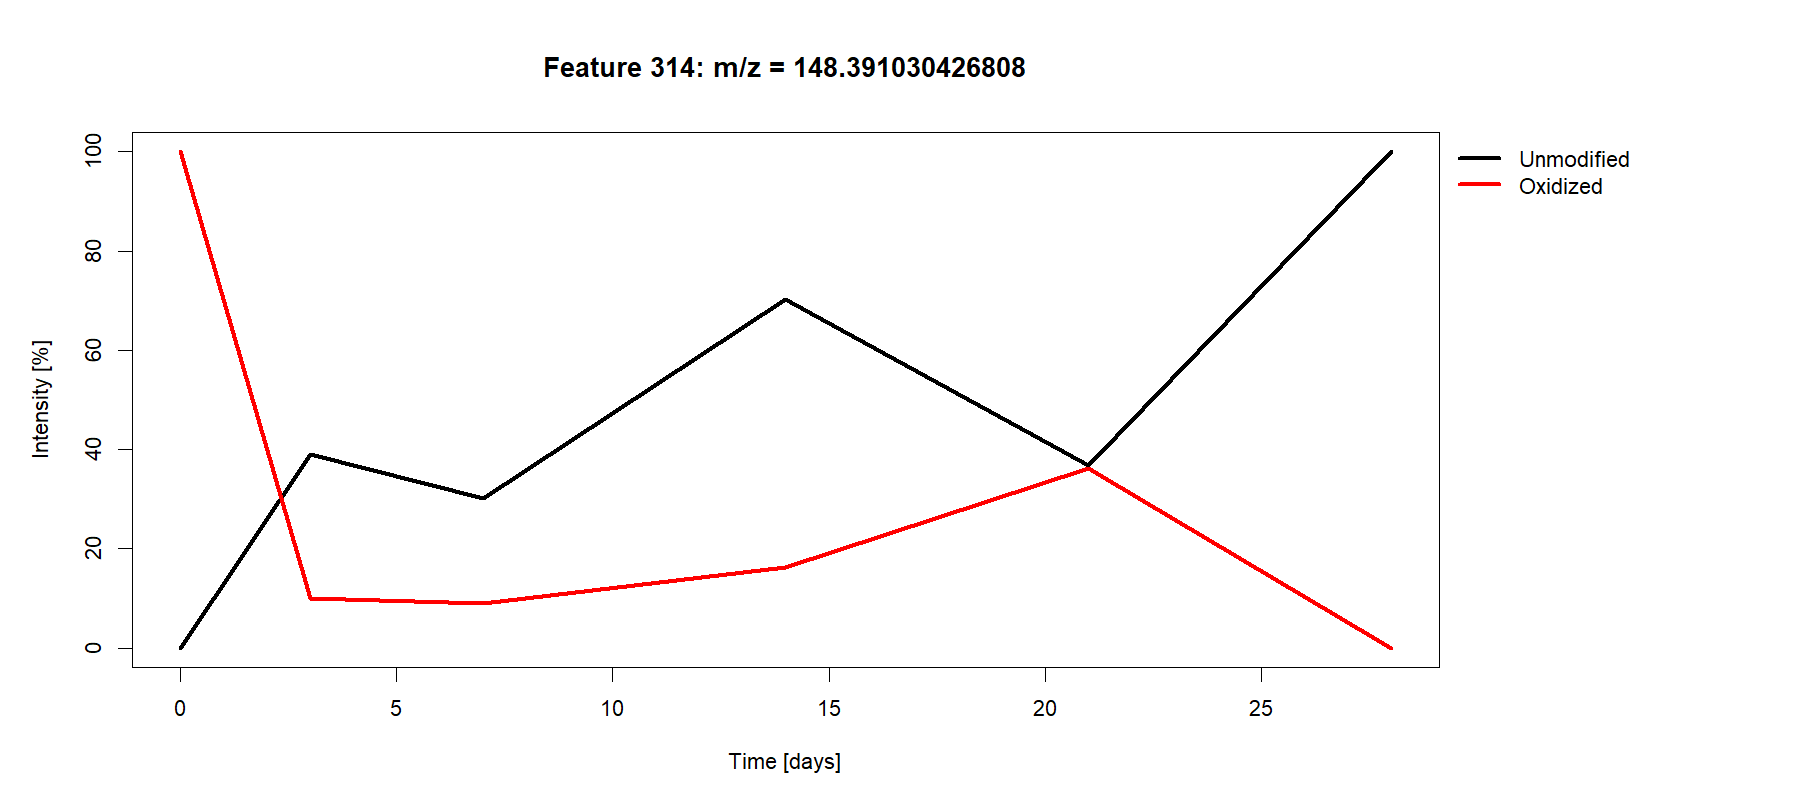 Feature 314: m/z = 148.391030426808
Unmodified
Oxidized
Intensity [%]
100
80
60
40
20
0
0 5 10 15 20 25
Time [days]